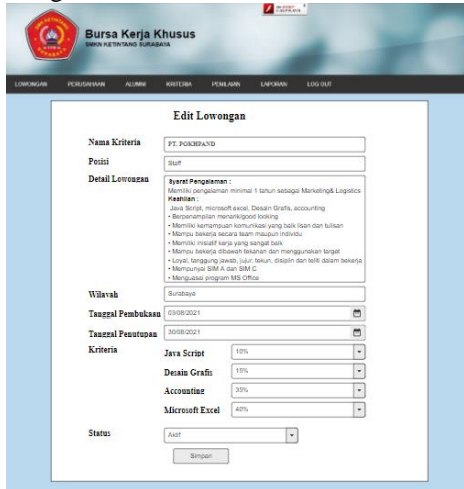 Bursa Kerja Khusus
SMKN KETINTANG SURABAYA
LOWONGAN PERUSAHAAN ALUMNI KRITERIA PENILAIAN LAPORAN LOG OUT
Edit Lowongan
Nama Kriteria PT. POKHPAND
Posisi Staff
Detail Lowongan Syarat Pengalaman :
Memiliki pengalaman minimal 1 tahun sebagai Marketing& Logistics
Keahlian :
Java Script, microsoft excel, Desain Grafis, accounting
• Berpenampilan menarik/good looking
• Memiliki kemampuan komunikasi yang baik lisan dan tulisan
• Mampu bekerja secara team maupun individu
• Memiliki inisiatif kerja yang sangat baik
• Mampu bekerja dibawah tekanan dan menggunakan target
• Loyal, tanggung jawab, jujur, tekun, disiplin dan teliti dalam bekerja
• Mempunyai SIM A dan SIM C
• Menguasai program MS Office
Wilayah Surabaya
Tanggal Pembukaan 03/08/2021
Tanggal Penutupan 30/08/2021
Kriteria Java Script 10%
Desain Grafis 15%
Accounting 35%
Microsoft Excel 40%
Status Aktif
Simpan